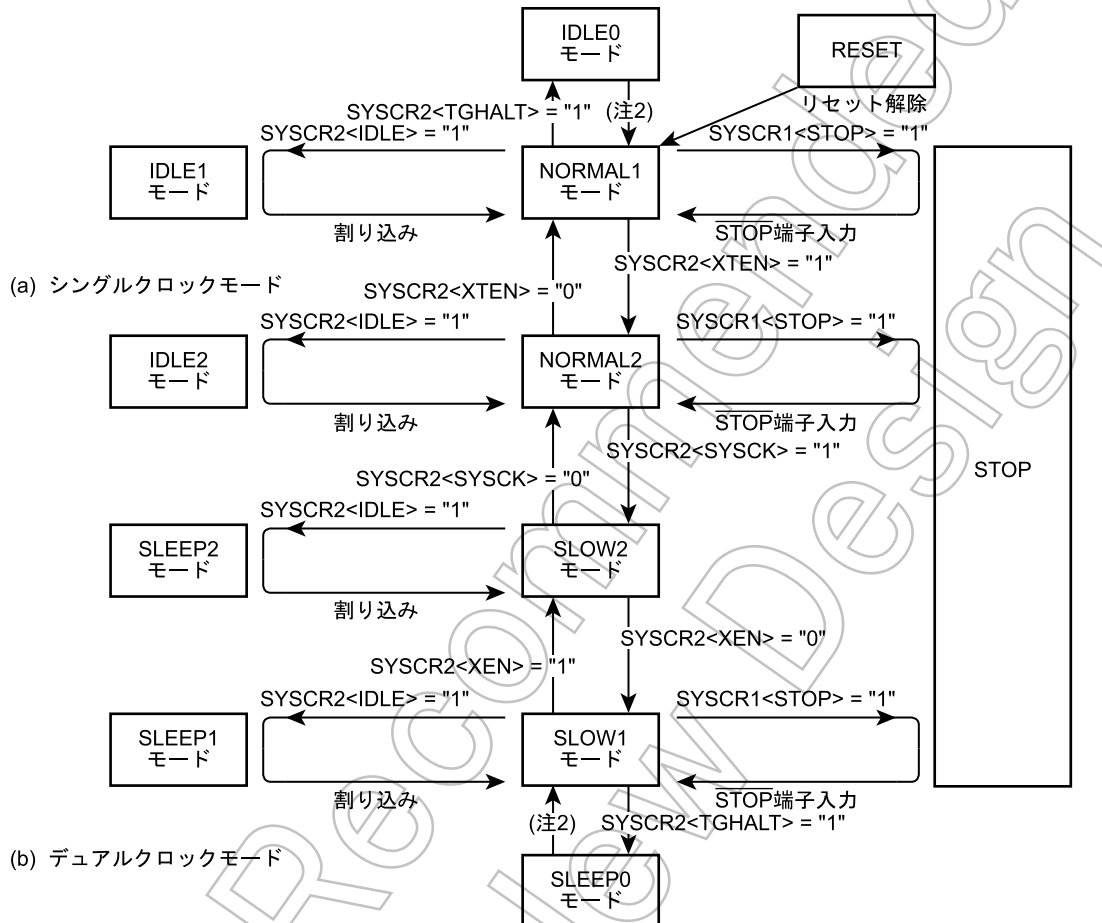 IDLE0
モード
RESET
リセット解除
SYSCR2<TGHALT> = "1"
(注2)
SYSCR2<IDLE> = "1"
SYSCR1<STOP> = "1"
IDLE1
モード
NORMAL1
モード
割り込み
STOP端子入力
SYSCR2<XTEN> = "1"
(a) シングルクロックモード
SYSCR2<XTEN> = "0"
SYSCR2<IDLE> = "1"
SYSCR1<STOP> = "1"
IDLE2
モード
NORMAL2
モード
割り込み
STOP端子入力
SYSCR2<SYSCK> = "1"
STOP
SYSCR2<SYSCK> = "0"
SYSCR2<IDLE> = "1"
SLEEP2
モード
SLOW2
モード
割り込み
SYSCR2<XEN> = "0"
SYSCR2<XEN> = "1"
SYSCR2<IDLE> = "1"
SYSCR1<STOP> = "1"
SLEEP1
モード
SLOW1
モード
割り込み
STOP端子入力
(注2)
SYSCR2<TGHALT> = "1"
(b) デュアルクロックモード
SLEEP0
モード
Recommended
Design